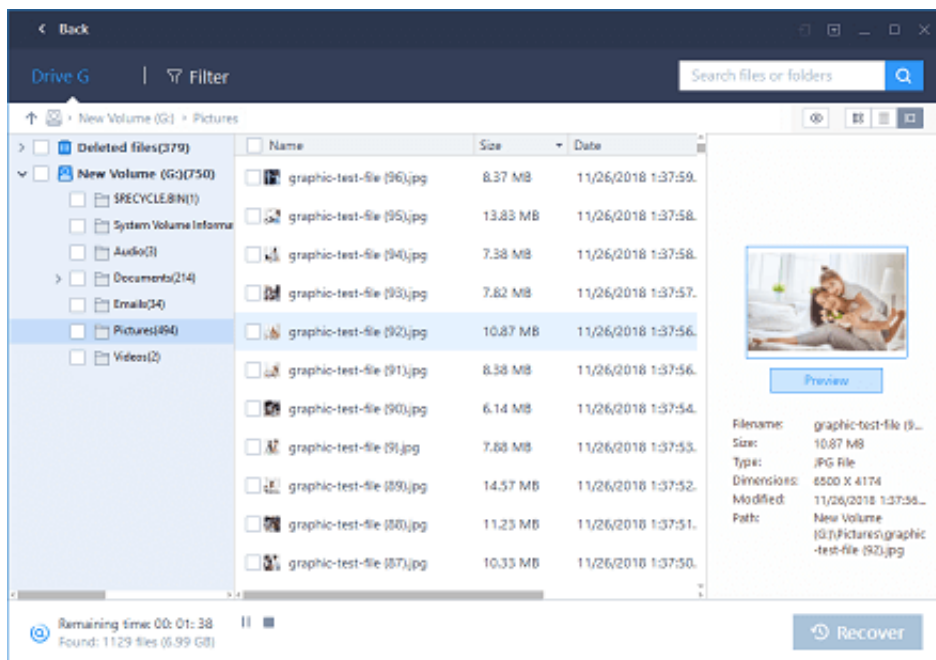 Back
Drive G | Filter
Search files or folders
New Volume (G:) Pictures
Deleted files(379)
New Volume (G:)(750)
$RECYCLE.BIN(1)
System Volume Informa
Audio(3)
Documents(214)
Emails(34)
Pictures(494)
Videos(2)
Name Size Date
graphic-test-file (96).jpg 8.37 MB 11/26/2018 1:37:59.
graphic-test-file (95).jpg 13.83 MB 11/26/2018 1:37:58.
graphic-test-file (94).jpg 7.38 MB 11/26/2018 1:37:58.
graphic-test-file (93).jpg 7.82 MB 11/26/2018 1:37:57.
graphic-test-file (92).jpg 10.87 MB 11/26/2018 1:37:56.
graphic-test-file (91).jpg 8.38 MB 11/26/2018 1:37:56.
graphic-test-file (90).jpg 6.14 MB 11/26/2018 1:37:54.
graphic-test-file (9).jpg 7.88 MB 11/26/2018 1:37:53.
graphic-test-file (89).jpg 14.57 MB 11/26/2018 1:37:52.
graphic-test-file (88).jpg 11.23 MB 11/26/2018 1:37:51.
graphic-test-file (87).jpg 10.33 MB 11/26/2018 1:37:50.
Preview
Filename: graphic-test-file (9...
Size: 10.87 MB
Type: JPG File
Dimensions: 6500 X 4174
Modified: 11/26/2018 1:37:56...
Path: New Volume
(G:)\Pictures\graphic
-test-file (92).jpg
Remaining time: 00: 01: 38
Found: 1129 files (6.99 GB)
Recover